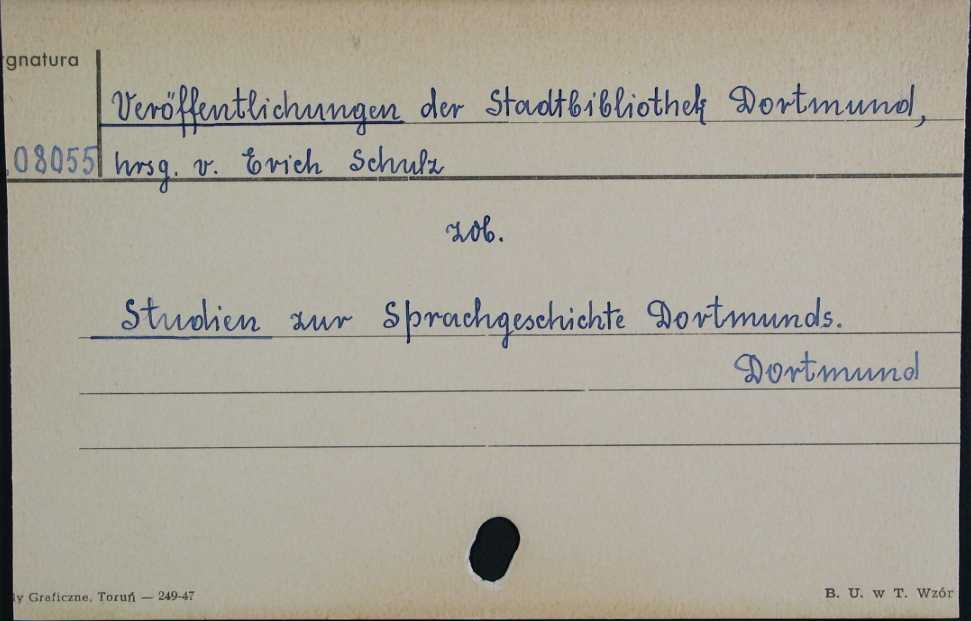 gnatura
Veröffentlichungen der Stadtbibliothek Dortmund,
08055 hrsg. v. Erich Schulz
zob.
Studien zur Sprachgeschichte Dortmunds.
Dortmund
ly Graficzne, Toruń — 249-47
B. U. w T. Wzór